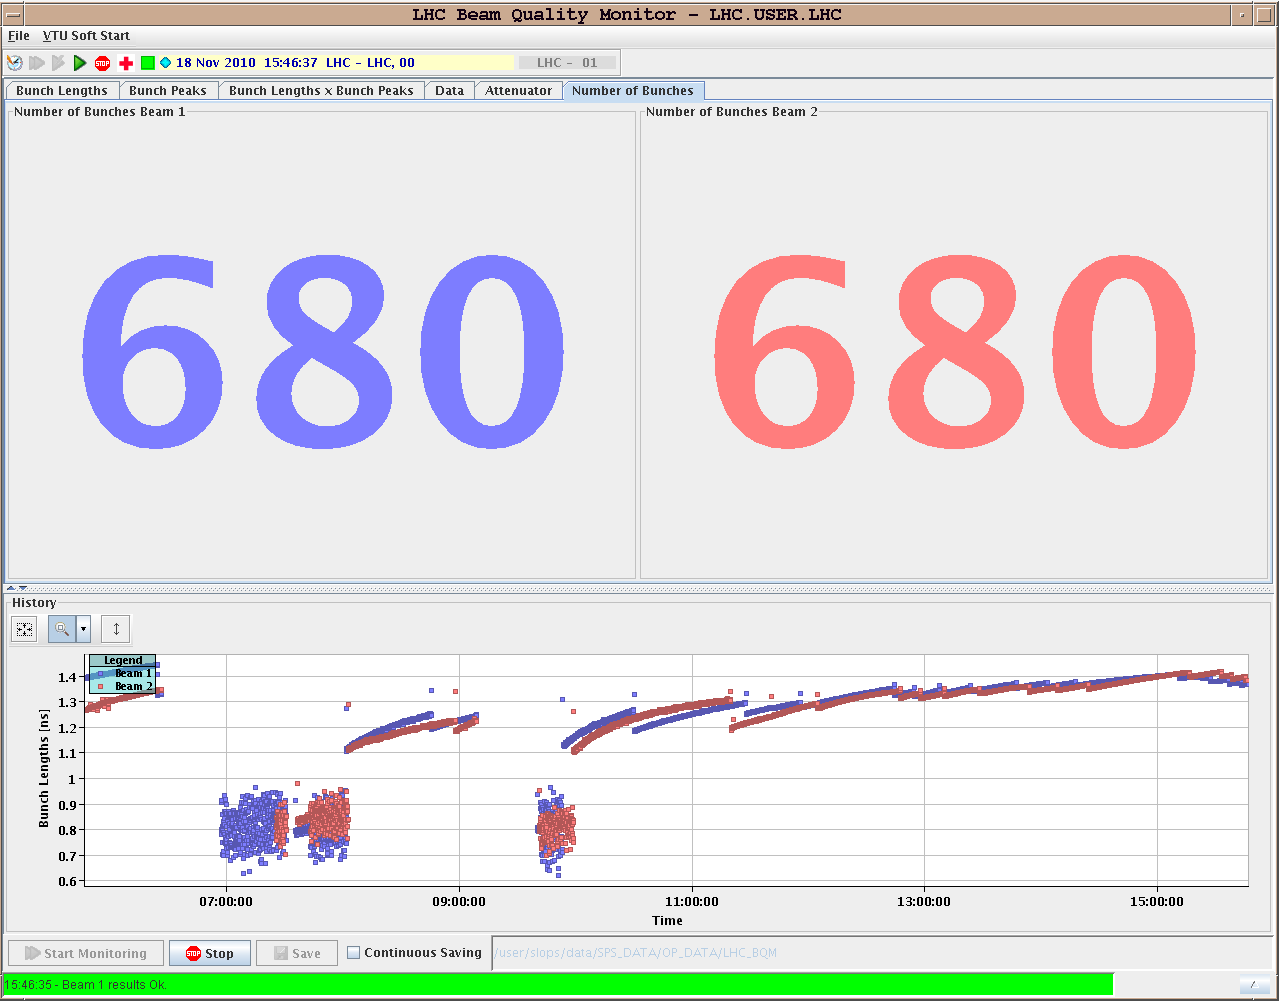 LHC Beam Quality Monitor - LHC.USER.LHC
File VTU Soft Start
STOP 18 Nov 2010 15:46:37 LHC - LHC, 00 LHC - 01
Bunch Lengths Bunch Peaks Bunch Lengths x Bunch Peaks Data Attenuator Number of Bunches
Number of Bunches Beam 1 Number of Bunches Beam 2
680 680
History
Legend
Beam 1
Beam 2
1.4
1.3
1.2
1.1
1
0.9
0.8
0.7
0.6
Bunch Lengths [ns]
07:00:00 09:00:00 11:00:00 13:00:00 15:00:00
Time
Start Monitoring STOP Stop Save Continuous Saving /user/slops/data/SPS_DATA/OP_DATA/LHC_BQM
15:46:35 - Beam 1 results Ok.